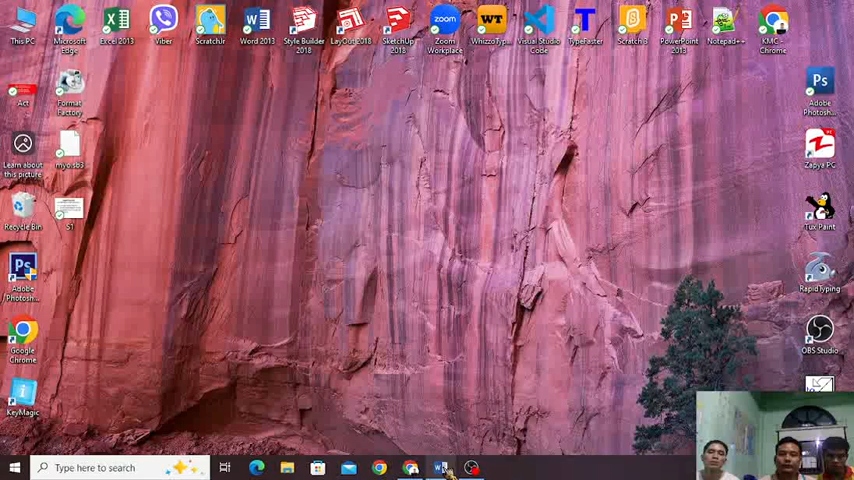 This PC
Microsoft
Edge
Excel 2013
Viber
ScratchJr
Word 2013
Style Builder
2018
LayOut 2018
SketchUp
2018
Zoom
Workplace
WhizzoTyp...
Visual Studio
Code
TypeFaster
Scratch 3
PowerPoint
2013
Notepad++
KMC -
Chrome
Act
Format
Factory
Adobe
Photosh...
Learn about
this picture
Zapya PC
Recycle Bin
S1
Tux Paint
Adobe
Photosh...
RapidTyping
Google
Chrome
OBS Studio
KeyMagic
Type here to search